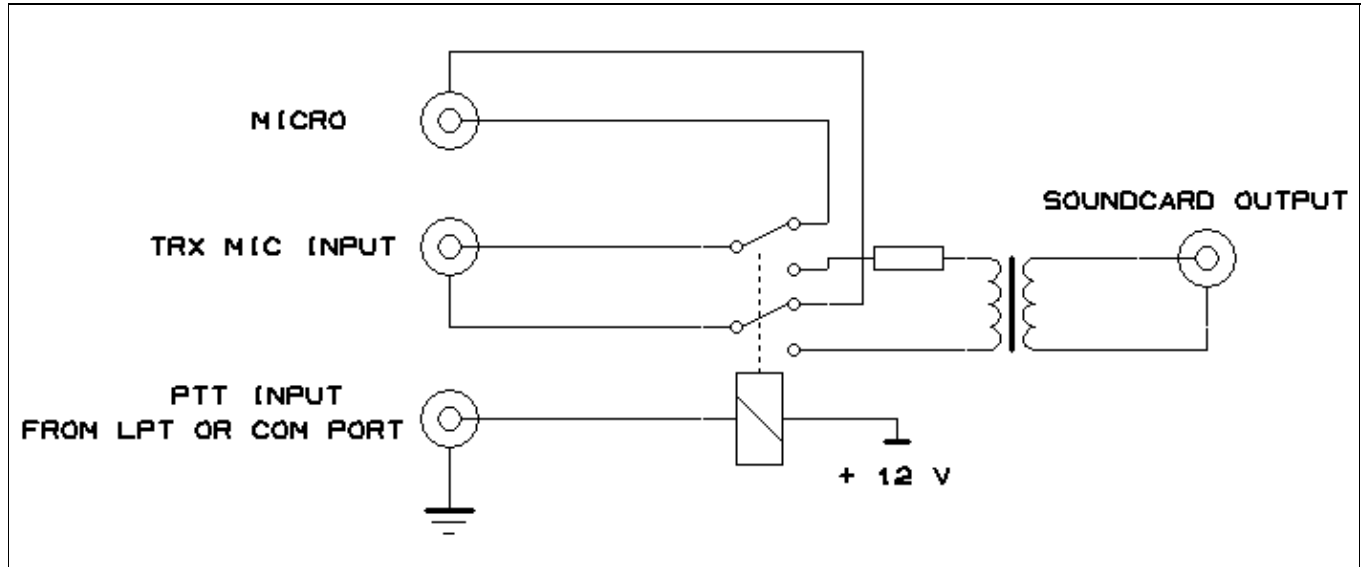 MICRO
TRX MIC INPUT
SOUNDCARD OUTPUT
PTT INPUT
FROM LPT OR COM PORT
+ 12 V